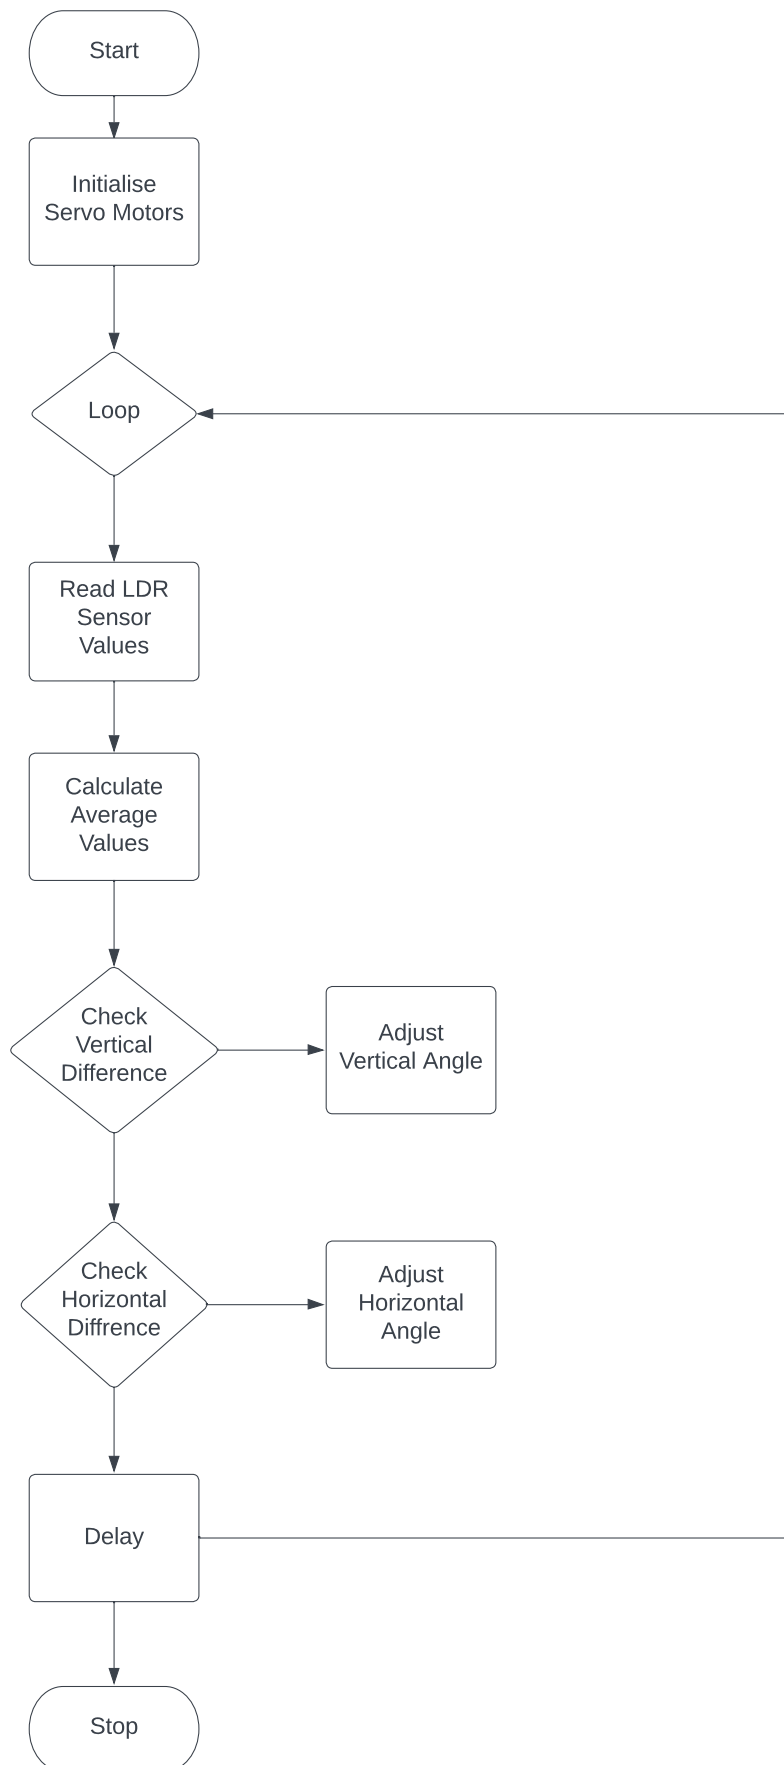 Start
Initialise
Servo Motors
Loop
Read LDR
Sensor
Values
Calculate
Average
Values
Check
Vertical
Difference
Adjust
Vertical Angle
Check
Horizontal
Diffrence
Adjust
Horizontal
Angle
Delay
Stop